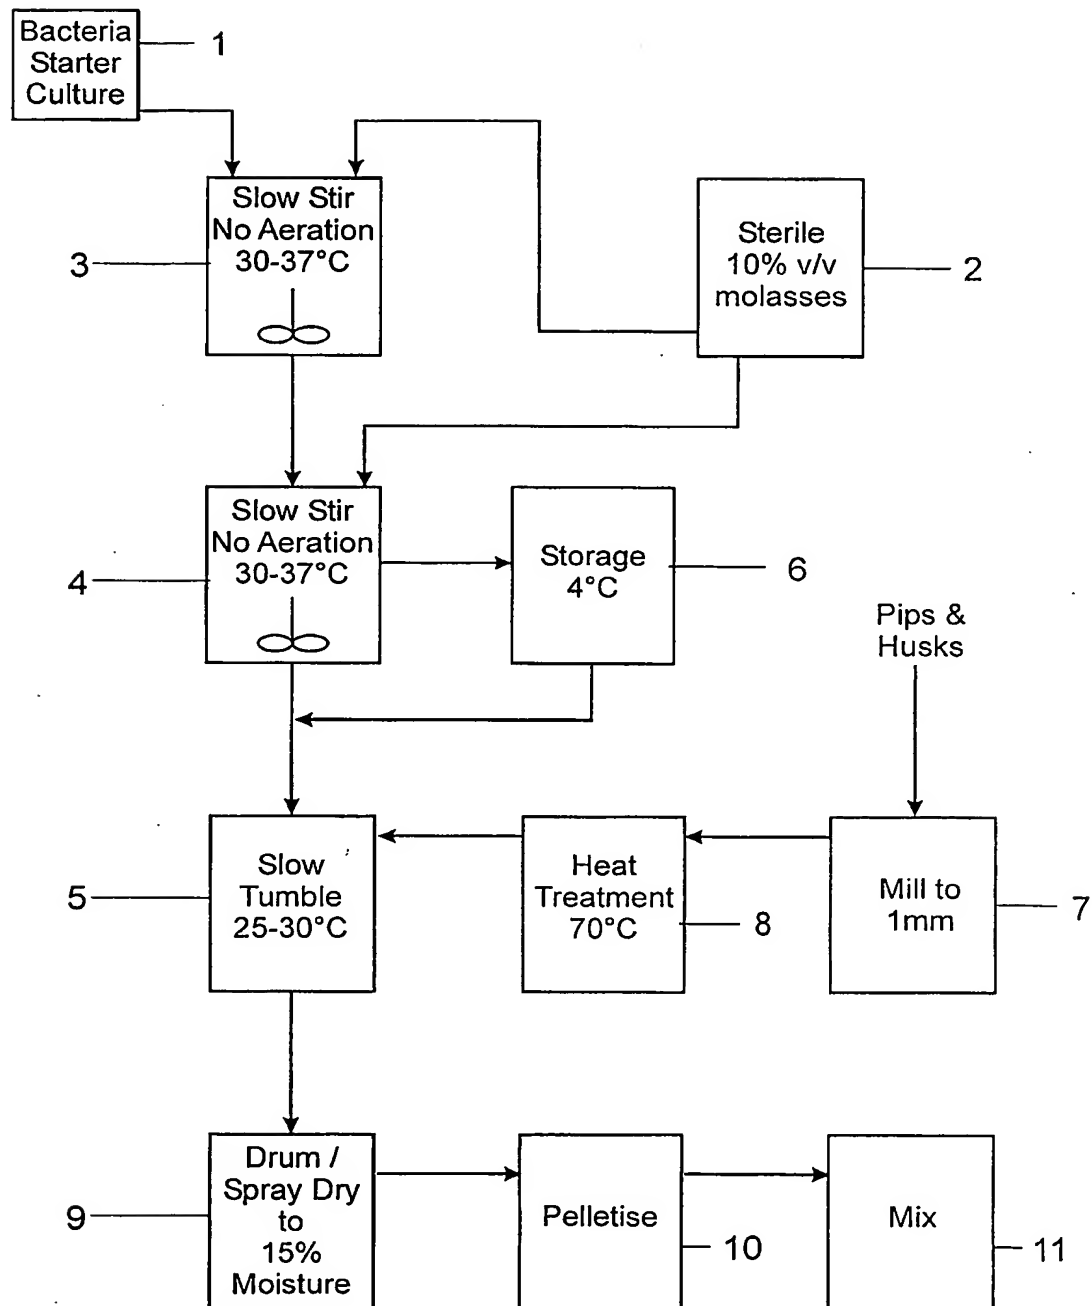 Bacteria
Starter
Culture
1
Slow Stir
No Aeration
30-37°C
3
Sterile
10% v/v
molasses
2
Slow Stir
No Aeration
30-37°C
4
Storage
4°C
6
Pips &
Husks
Slow
Tumble
25-30°C
5
Heat
Treatment
70°C
8
Mill to
1mm
7
Drum /
Spray Dry
to
15%
Moisture
9
Pelletise
10
Mix
11